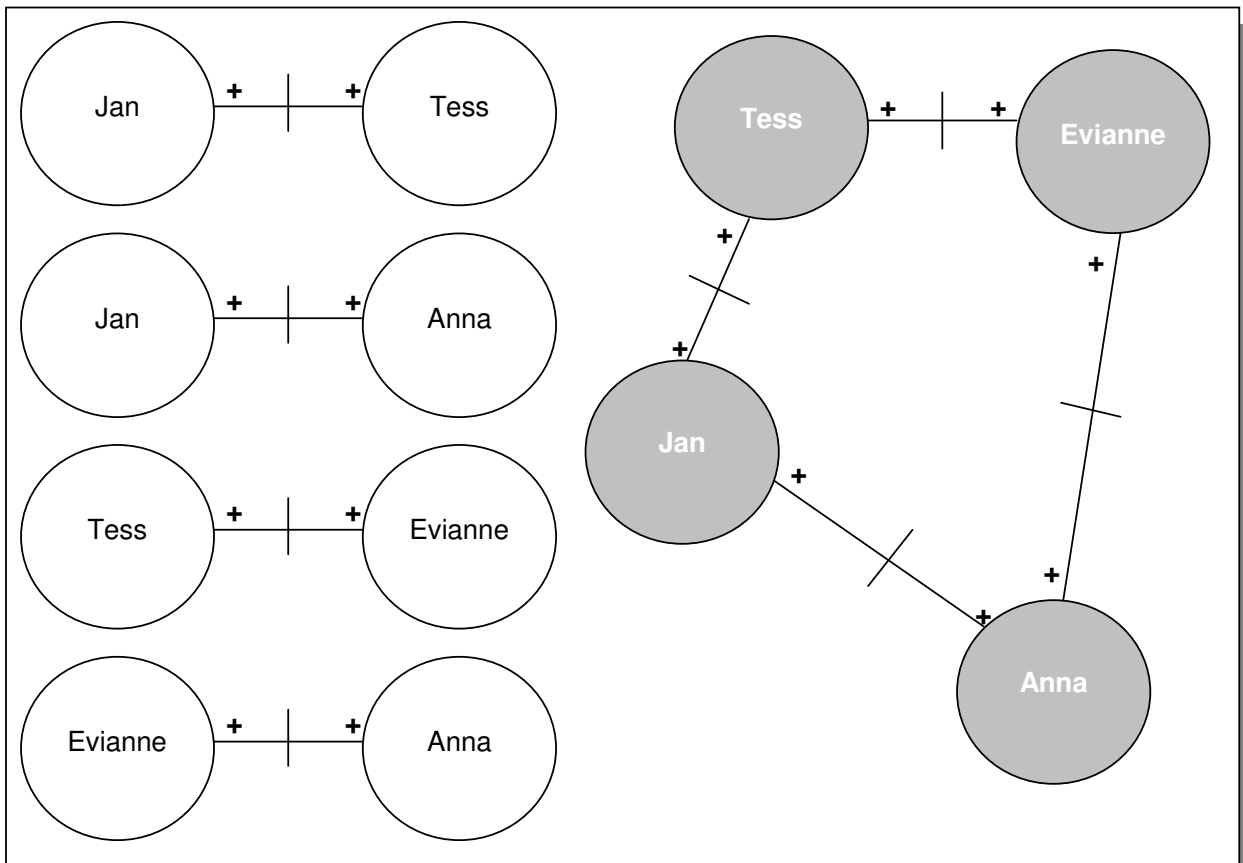 Jan + + Tess
Jan + + Anna
Tess + + Evianne
Evianne + + Anna
Tess + + Evianne
+ +
+ +
Jan + +
Anna